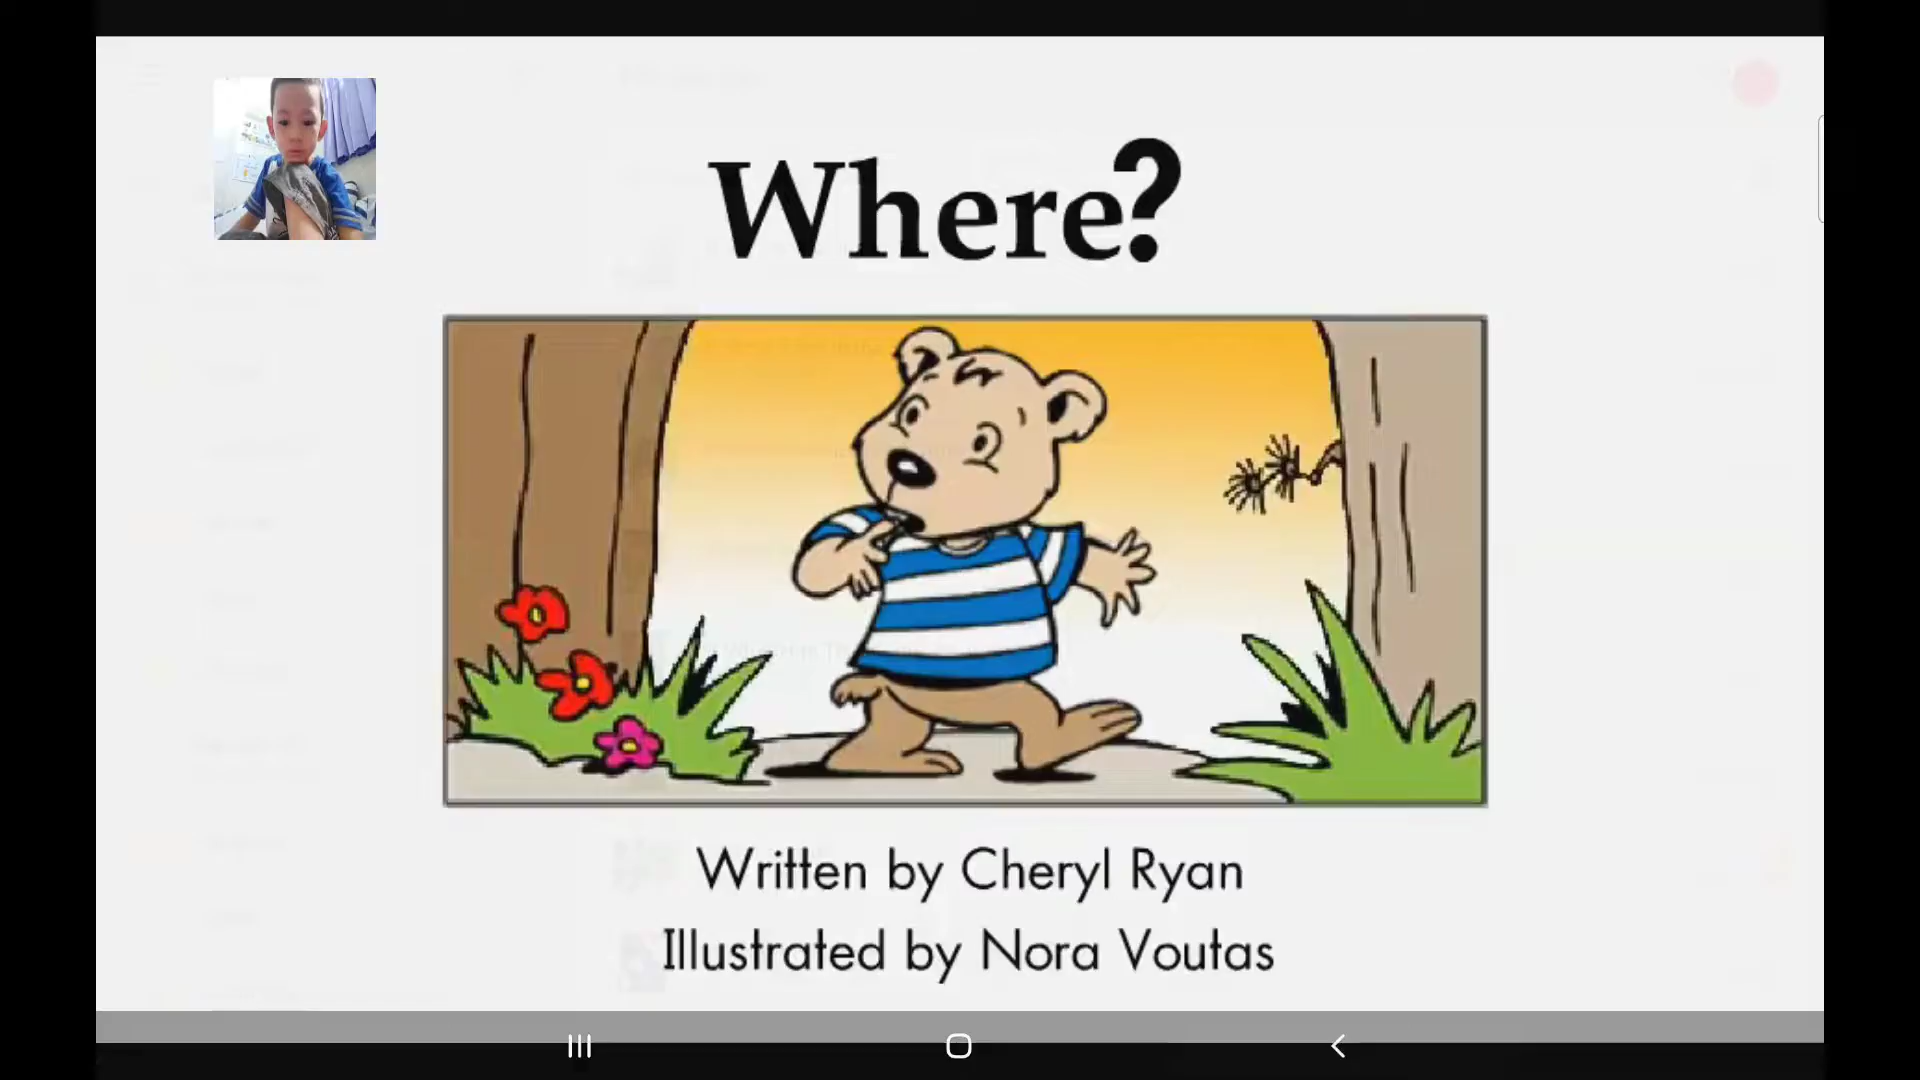 Where?
Written by Cheryl Ryan
Illustrated by Nora Voutas